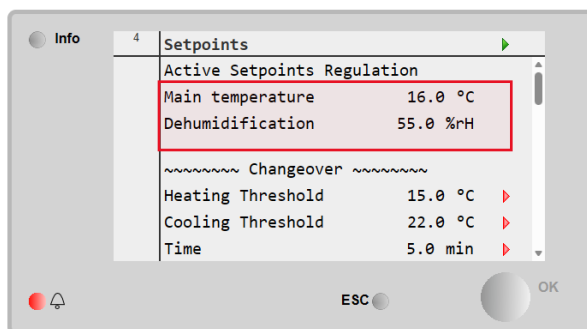 Info
4
Setpoints
Active Setpoints Regulation
Main temperature 16.0 °C
Dehumidification 55.0 %rH
~~~~~~~~ Changeover ~~~~~~~~
Heating Threshold 15.0 °C
Cooling Threshold 22.0 °C
Time 5.0 min
ESC
OK